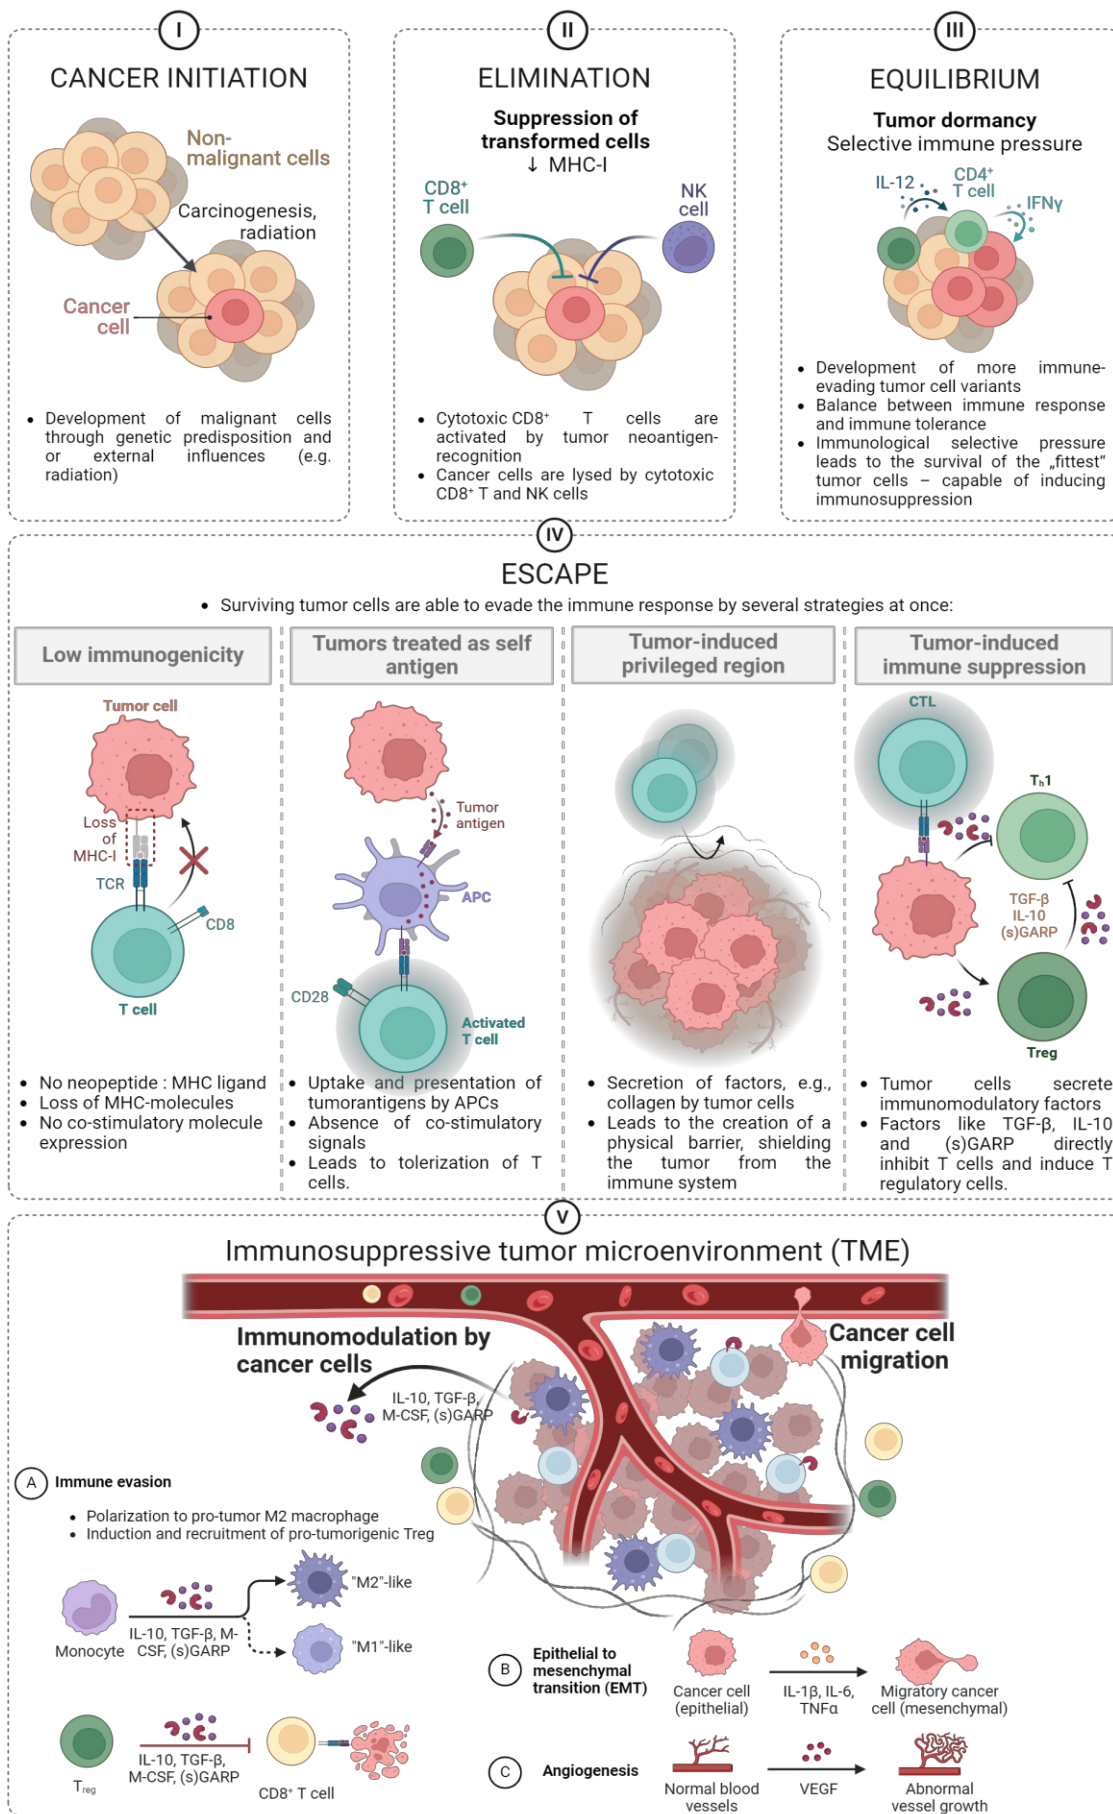 I
CANCER INITIATION
Non-
malignant cells
Carcinogenesis,
radiation
Cancer
cell
• Development of malignant cells
through genetic predisposition and
or external influences (e.g.
radiation)
II
ELIMINATION
Suppression of
transformed cells
↓ MHC-I
CD8⁺
T cell
NK
cell
• Cytotoxic CD8⁺ T cells are
activated by tumor neoantigen-
recognition
• Cancer cells are lysed by cytotoxic
CD8⁺ T and NK cells
III
EQUILIBRIUM
Tumor dormancy
Selective immune pressure
IL-12
CD4⁺
T cell
IFNγ
• Development of more immune-
evading tumor cell variants
• Balance between immune response
and immune tolerance
• Immunological selective pressure
leads to the survival of the „fittest“
tumor cells – capable of inducing
immunosuppression
IV
ESCAPE
• Surviving tumor cells are able to evade the immune response by several strategies at once:
Low immunogenicity
Tumor cell
Loss
of
MHC-I
TCR
CD8
T cell
• No neopeptide : MHC ligand
• Loss of MHC-molecules
• No co-stimulatory molecule
expression
Tumors treated as self
antigen
Tumor
antigen
APC
CD28
Activated
T cell
• Uptake and presentation of
tumorantigens by APCs
• Absence of co-stimulatory
signals
• Leads to tolerization of T
cells.
Tumor-induced
privileged region
• Secretion of factors, e.g.,
collagen by tumor cells
• Leads to the creation of a
physical barrier, shielding
the tumor from the
immune system
Tumor-induced
immune suppression
CTL
Tₕ1
TGF-β
IL-10
(s)GARP
Treg
• Tumor cells secrete
immunomodulatory factors
• Factors like TGF-β, IL-10
and (s)GARP directly
inhibit T cells and induce T
regulatory cells.
V
Immunosuppressive tumor microenvironment (TME)
Immunomodulation by
cancer cells
Cancer cell
migration
IL-10, TGF-β,
M-CSF, (s)GARP
A Immune evasion
• Polarization to pro-tumor M2 macrophage
• Induction and recruitment of pro-tumorigenic Treg
Monocyte
IL-10, TGF-β, M-
CSF, (s)GARP
"M2"-like
"M1"-like
T reg
IL-10, TGF-β,
M-CSF, (s)GARP
CD8⁺ T cell
B Epithelial to
mesenchymal
transition (EMT)
Cancer cell
(epithelial)
IL-1β, IL-6,
TNFα
Migratory cancer
cell (mesenchymal)
C Angiogenesis
Normal blood
vessels
VEGF
Abnormal
vessel growth